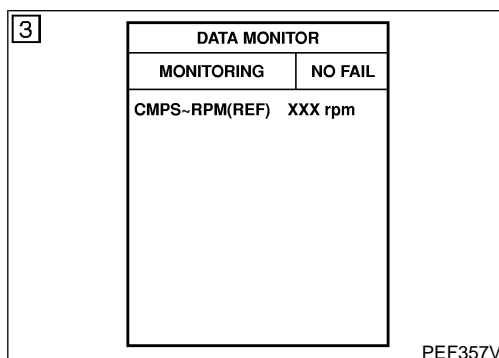 3
DATA MONITOR
MONITORING NO FAIL
CMPS~RPM(REF) XXX rpm
PEF357V